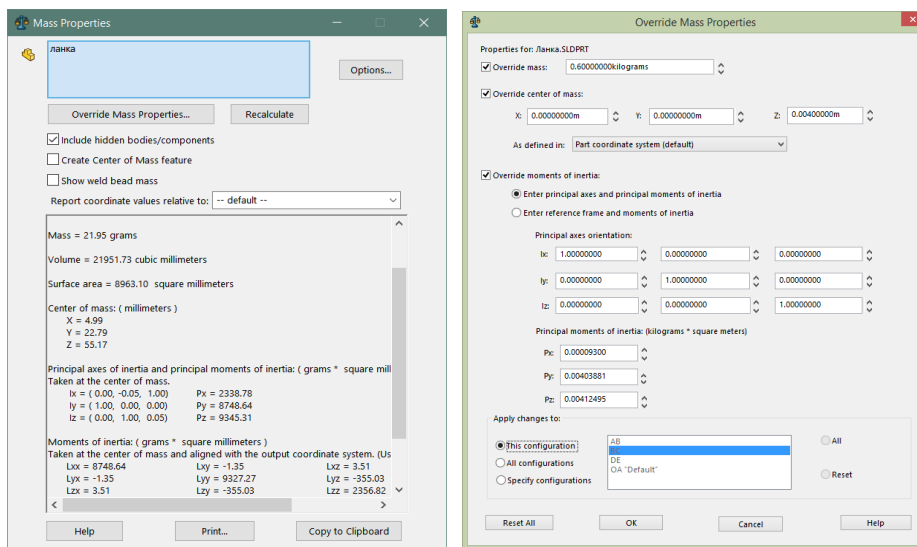 Mass Properties
ланка
Options...
Override Mass Properties...
Recalculate
Include hidden bodies/components
Create Center of Mass feature
Show weld bead mass
Report coordinate values relative to: -- default --
Mass = 21.95 grams
Volume = 21951.73 cubic millimeters
Surface area = 8963.10 square millimeters
Center of mass: ( millimeters )
X = 4.99
Y = 22.79
Z = 55.17
Principal axes of inertia and principal moments of inertia: ( grams * square mill
Taken at the center of mass.
Ix = ( 0.00, -0.05, 1.00) Px = 2338.78
Iy = ( 1.00, 0.00, 0.00) Py = 8748.64
Iz = ( 0.00, 1.00, 0.05) Pz = 9345.31
Moments of inertia: ( grams * square millimeters )
Taken at the center of mass and aligned with the output coordinate system. (Us
Lxx = 8748.64 Lxy = -1.35 Lxz = 3.51
Lyx = -1.35 Lyy = 9327.27 Lyz = -355.03
Lzx = 3.51 Lzy = -355.03 Lzz = 2356.82
Help
Print...
Copy to Clipboard
Override Mass Properties
Properties for: Ланка.SLDPRT
Override mass: 0.60000000kilograms
Override center of mass:
X: 0.00000000m Y: 0.00000000m Z: 0.00400000m
As defined in: Part coordinate system (default)
Override moments of inertia:
Enter principal axes and principal moments of inertia
Enter reference frame and moments of inertia
Principal axes orientation:
Ix: 1.00000000 0.00000000 0.00000000
Iy: 0.00000000 1.00000000 0.00000000
Iz: 0.00000000 0.00000000 1.00000000
Principal moments of inertia: (kilograms * square meters)
Px: 0.00009300
Py: 0.00403881
Pz: 0.00412495
Apply changes to:
This configuration
All configurations
Specify configurations
AB
DE
OA "Default"
All
Reset
Reset All
OK
Cancel
Help